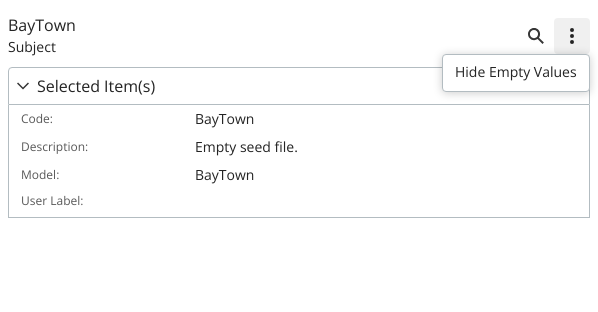 BayTown
Subject
Hide Empty Values
Selected Item(s)
Code: BayTown
Description: Empty seed file.
Model: BayTown
User Label: